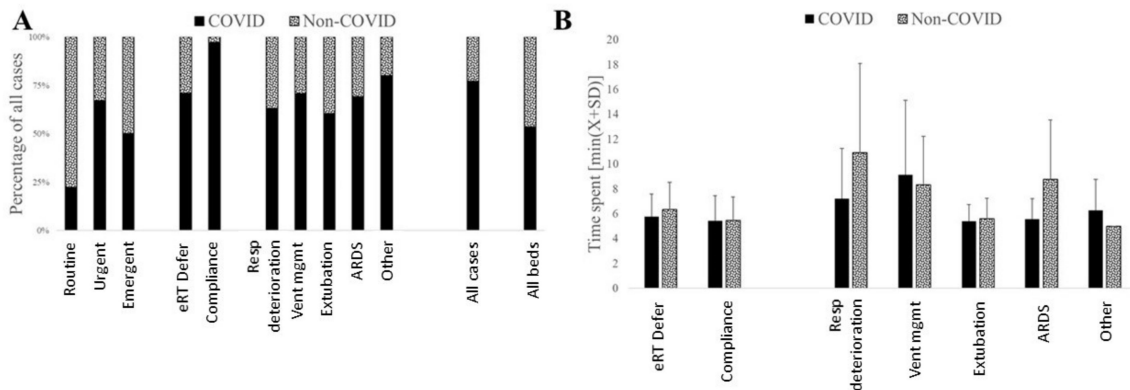 A
COVID
Non-COVID
Percentage of all cases
100%
75%
50%
25%
0%
Routine
Urgent
Emergent
eRT Defer
Compliance
Resp
deterioration
Vent mgmt
Extubation
ARDS
Other
All cases
All beds
B
COVID
Non-COVID
Time spent [min(X+SD)]
20
18
16
14
12
10
8
6
4
2
0
eRT Defer
Compliance
Resp
deterioration
Vent mgmt
Extubation
ARDS
Other